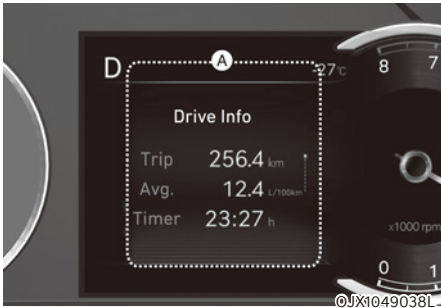 A
D
-27℃
8 7
Drive Info
Trip 256.4 km
Avg. 12.4 L/100km
Timer 23:27 h
x1000 rpm
0 1
OJX1049038L